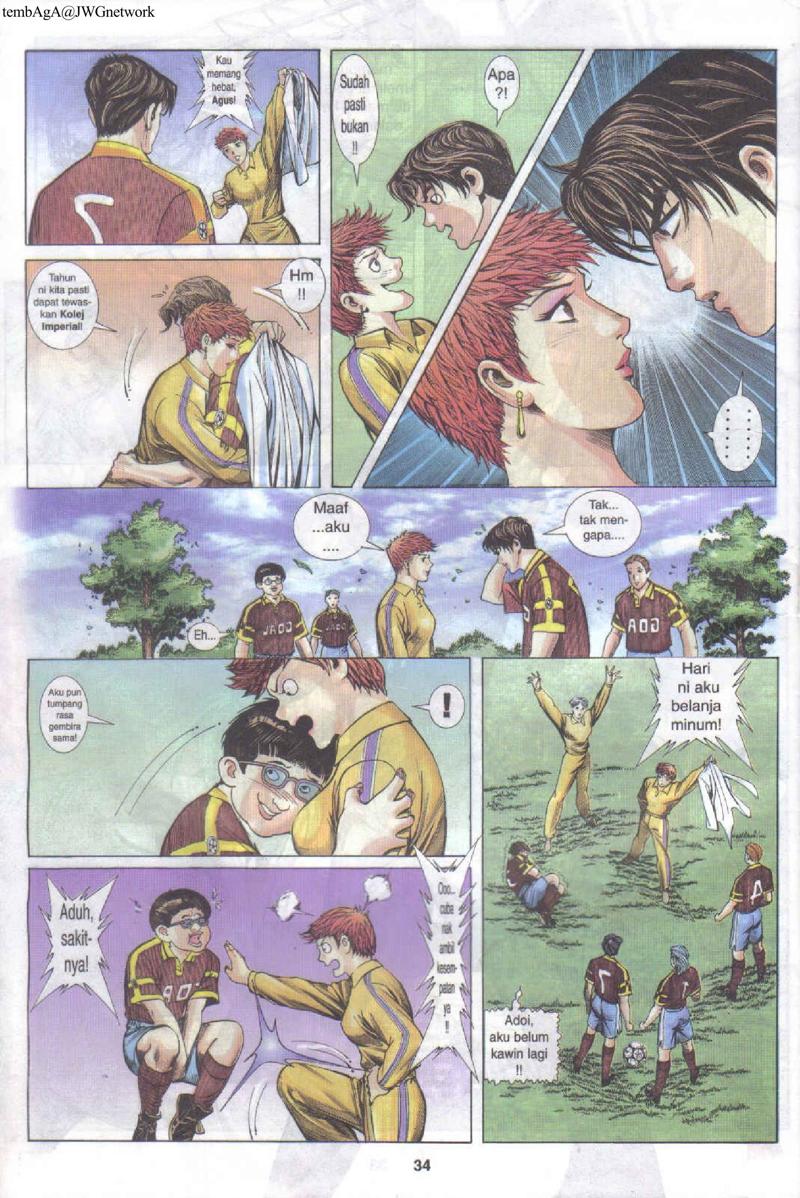 tembAgA@JWGnetwork
Kau
memang
hebat,
Agus!
Sudah
pasti
bukan
!!
Apa
?!
Tahun
ni kita pasti
dapat tewas-
kan Kolej
Imperial!
Hm
!!
Maaf
...aku
....
Tak...
tak men-
gapa....
Eh...
Aku pun
tumpang
rasa
gembira
sama!
!
Hari
ni aku
belanja
minum!
Aduh,
sakit-
nya!
Ooo...
cuba
nak
ambil
kesem-
patan
ya
!!
Adoi,
aku belum
kawin lagi
!!
34